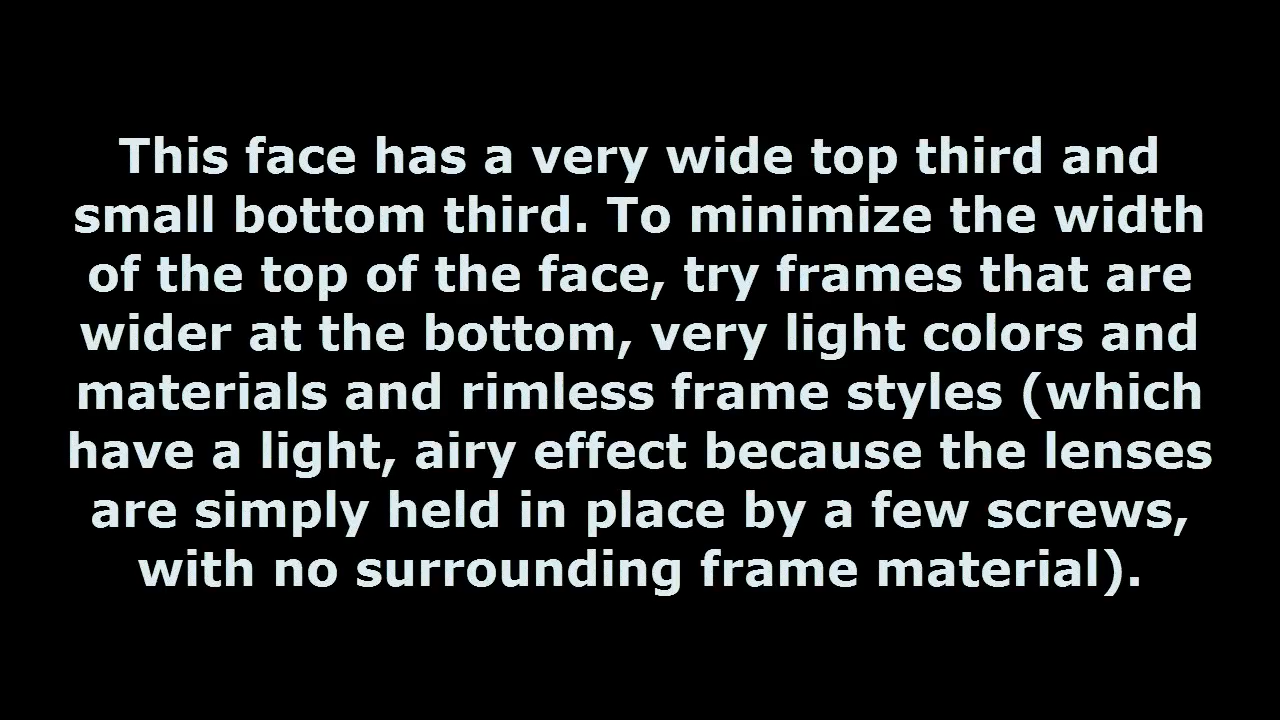 This face has a very wide top third and
small bottom third. To minimize the width
of the top of the face, try frames that are
wider at the bottom, very light colors and
materials and rimless frame styles (which
have a light, airy effect because the lenses
are simply held in place by a few screws,
with no surrounding frame material).